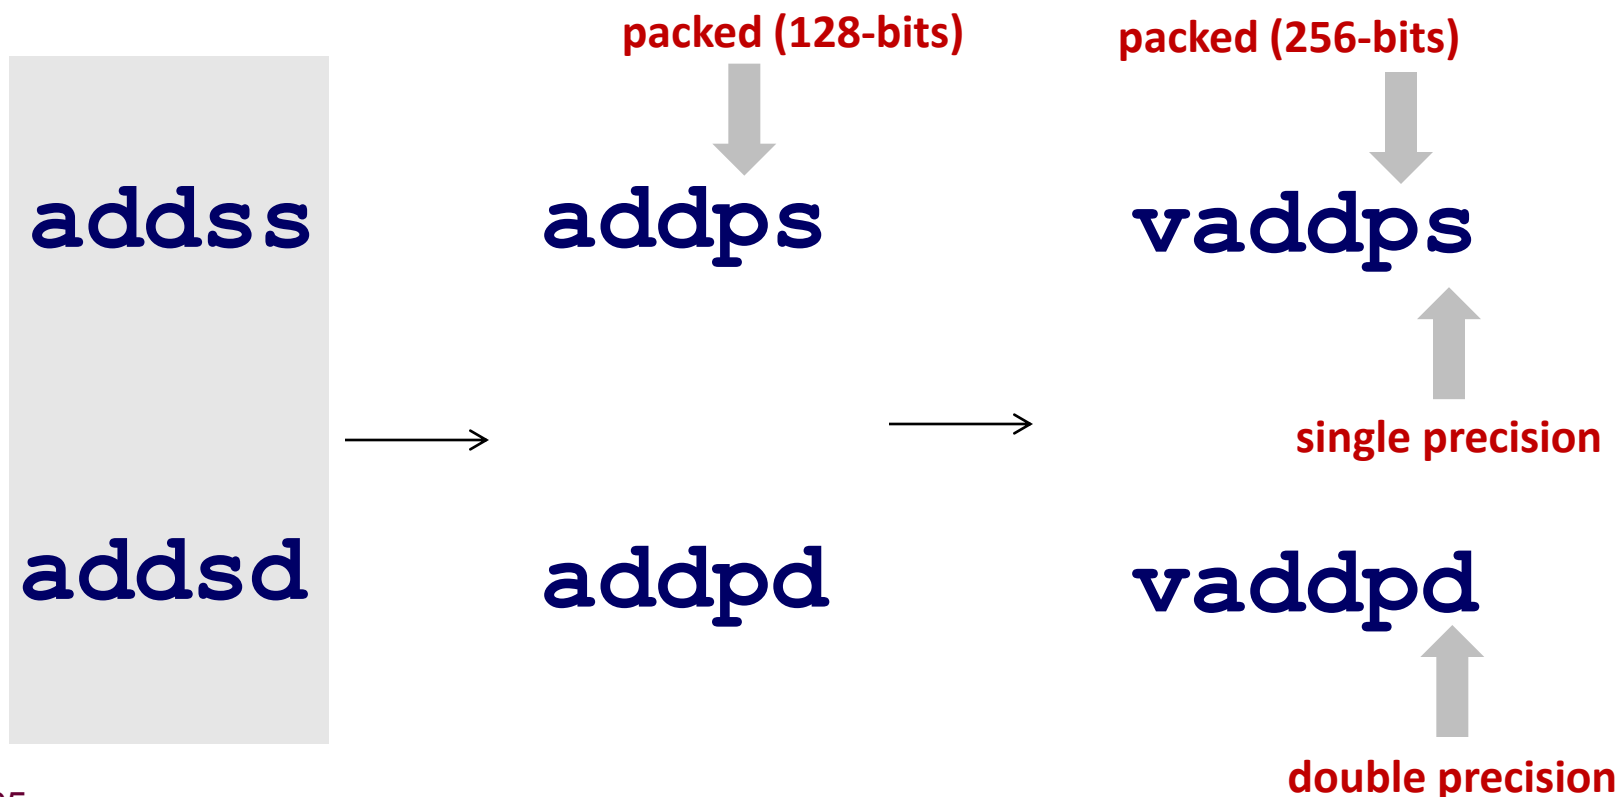 packed (128-bits)
packed (256-bits)
addss
addps
vaddps
single precision
addsd
addpd
vaddpd
double precision